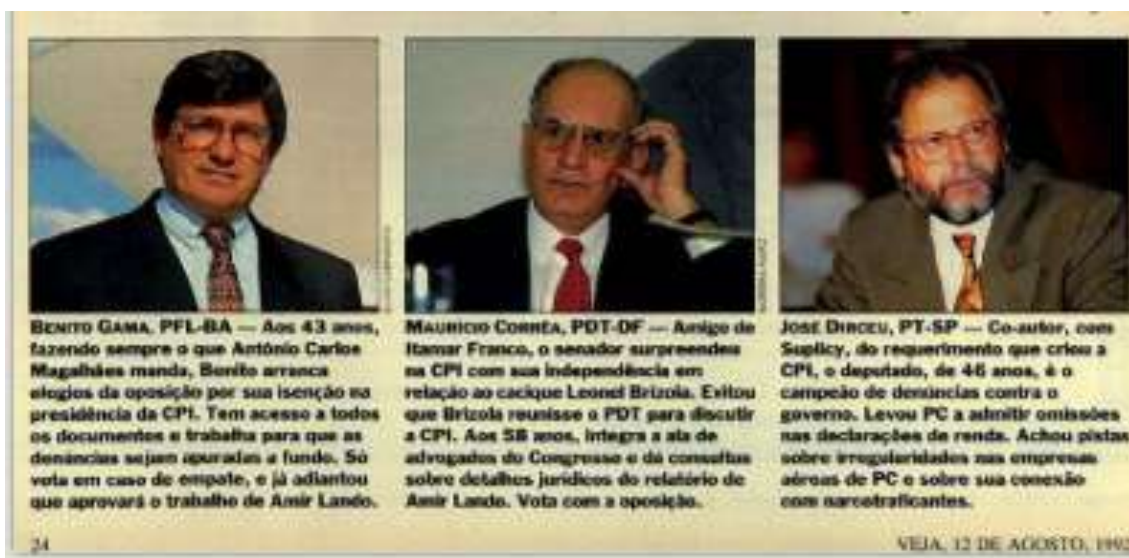 BENITO GAMA, PFL-BA — Aos 43 anos,
fazendo sempre o que Antônio Carlos
Magalhães manda, Benito arranca
elogios da oposição por sua isenção na
presidência da CPI. Tem acesso a todos
os documentos e trabalha para que as
denúncias sejam apuradas a fundo. Só
vota em caso de empate, e já adiantou
que aprovará o trabalho de Amir Lando.
MAURÍCIO CORRÊA, PDT-DF — Amigo de
Itamar Franco, o senador surpreendeu
na CPI com sua independência em
relação ao cacique Leonel Brizola. Evitou
que Brizola reunisse o PDT para discutir
a CPI. Aos 58 anos, integra a ala de
advogados do Congresso e dá consultas
sobre detalhes jurídicos do relatório de
Amir Lando. Vota com a oposição.
JOSÉ DIRCEU, PT-SP — Co-autor, com
Suplicy, do requerimento que criou a
CPI, o deputado, de 46 anos, é o
campeão de denúncias contra o
governo. Levou PC a admitir omissões
nas declarações de renda. Achou pistas
sobre irregularidades nas empresas
aéreas de PC e sobre sua conexão
com narcotraficantes.
24
VEJA, 12 DE AGOSTO, 1992